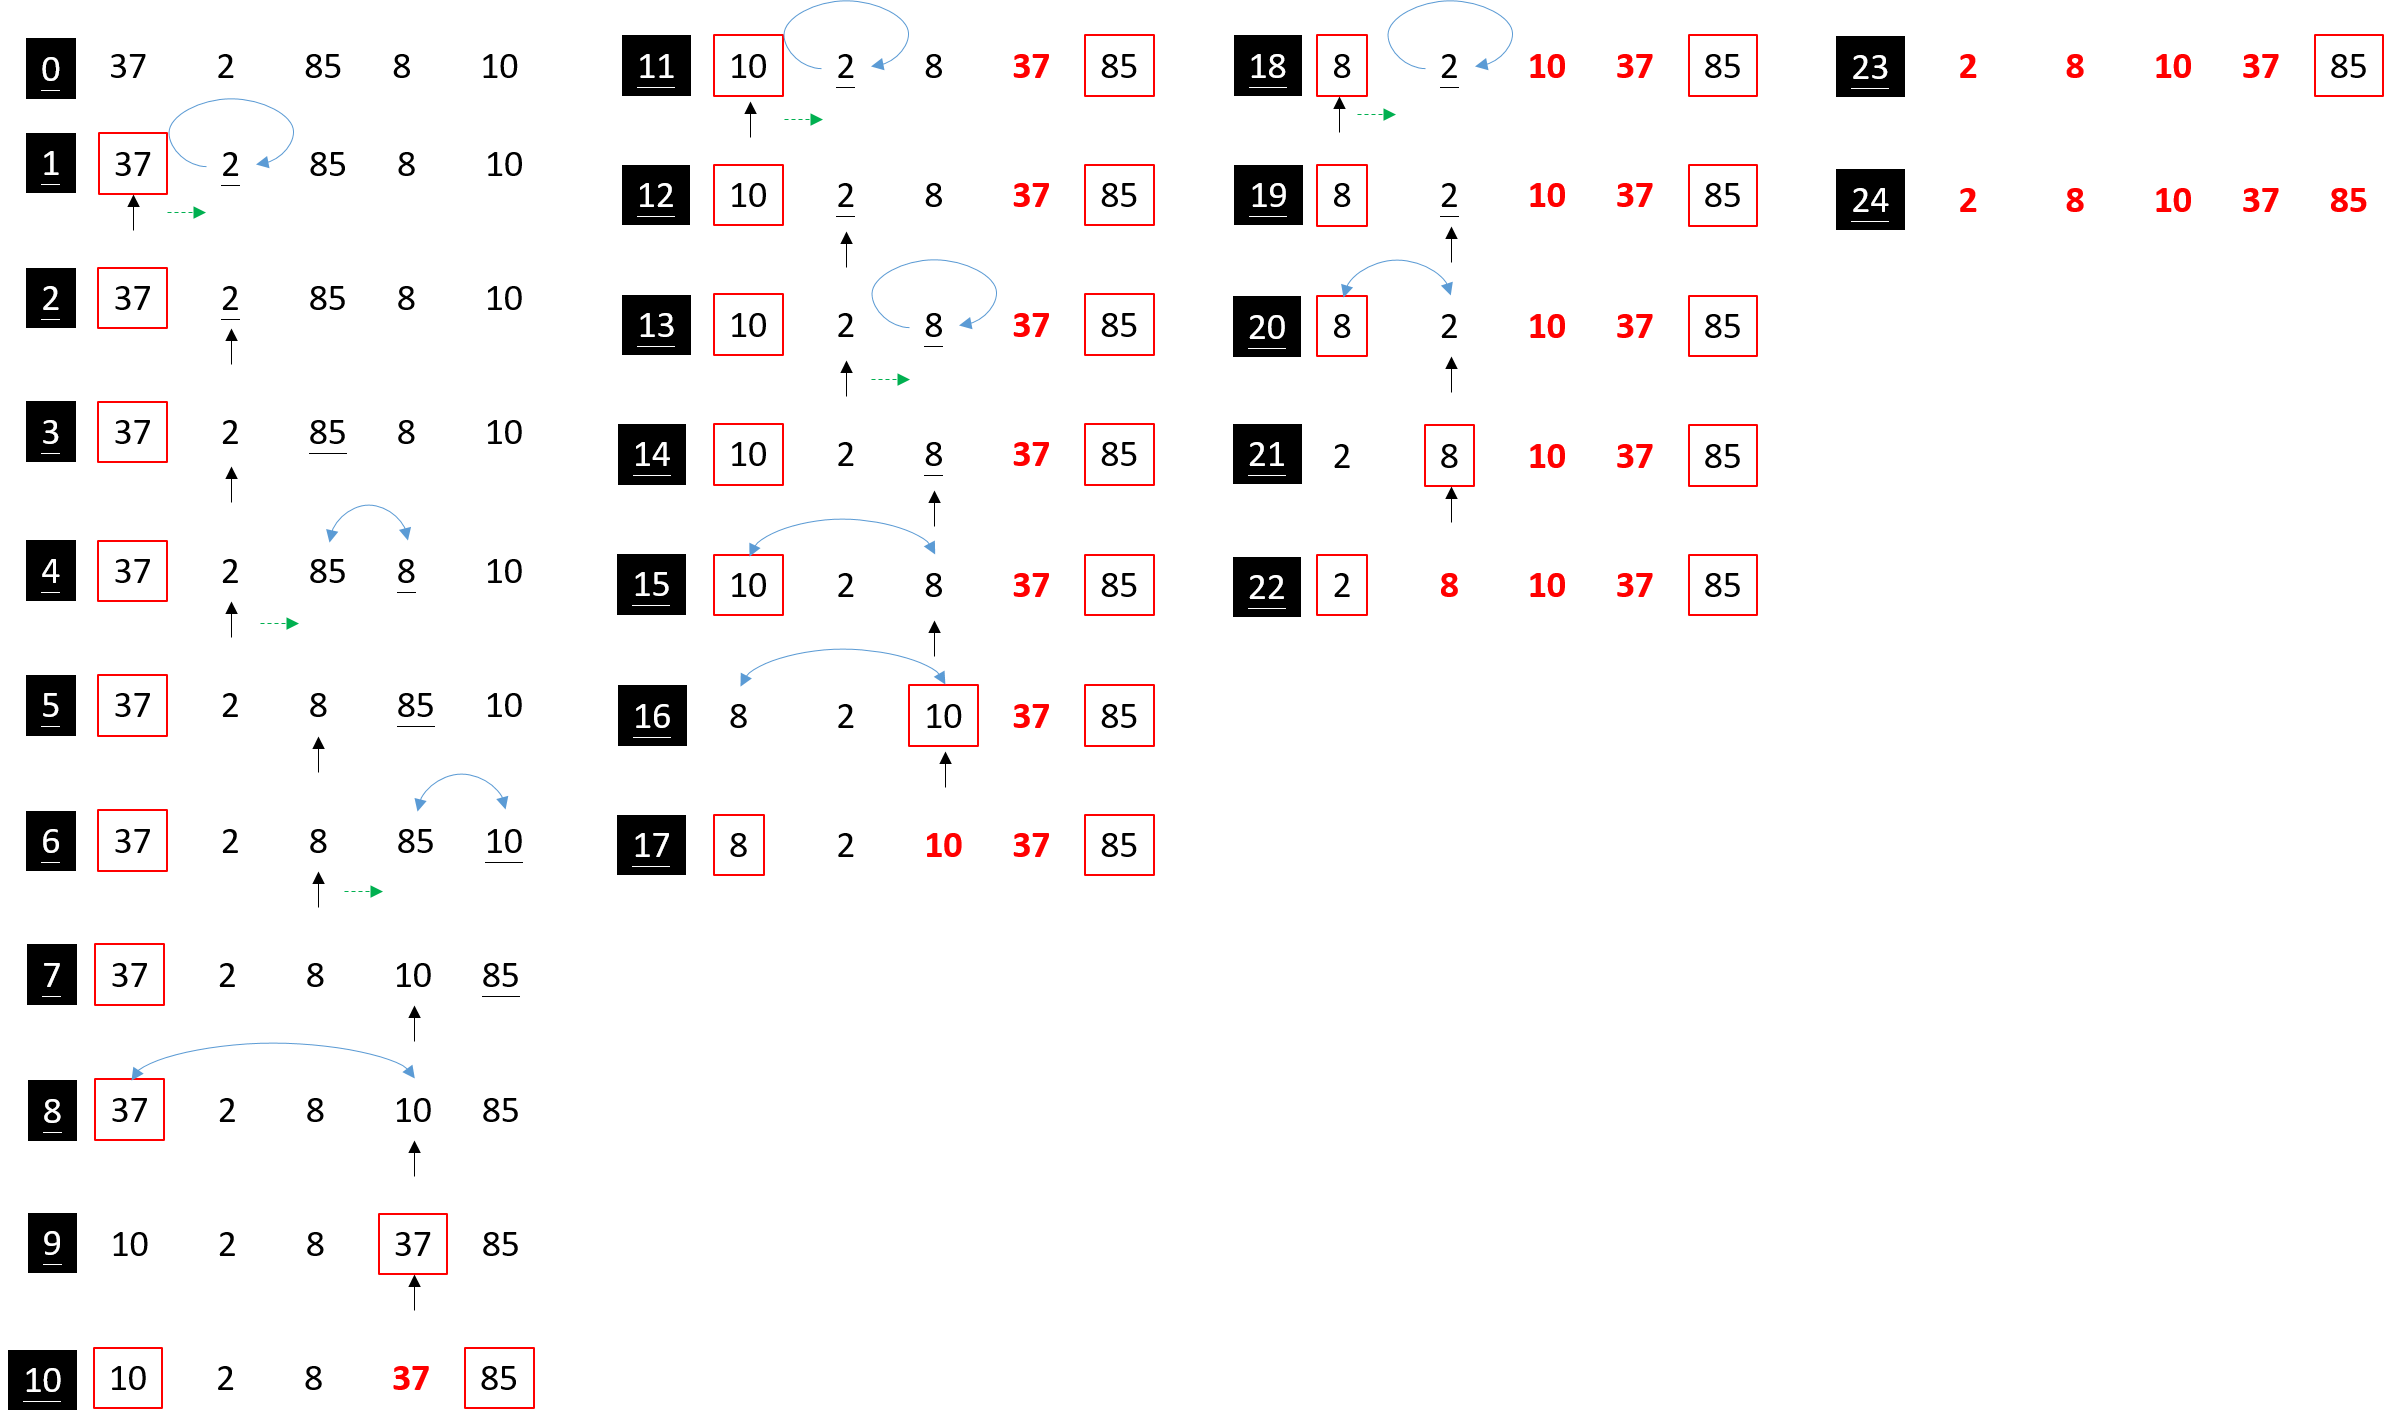 0 37 2 85 8 10
1 37 2 85 8 10
2 37 2 85 8 10
3 37 2 85 8 10
4 37 2 85 8 10
5 37 2 8 85 10
6 37 2 8 85 10
7 37 2 8 10 85
8 37 2 8 10 85
9 10 2 8 37 85
10 10 2 8 37 85
11 10 2 8 37 85
12 10 2 8 37 85
13 10 2 8 37 85
14 10 2 8 37 85
15 10 2 8 37 85
16 8 2 10 37 85
17 8 2 10 37 85
18 8 2 10 37 85
19 8 2 10 37 85
20 8 2 10 37 85
21 2 8 10 37 85
22 2 8 10 37 85
23 2 8 10 37 85
24 2 8 10 37 85